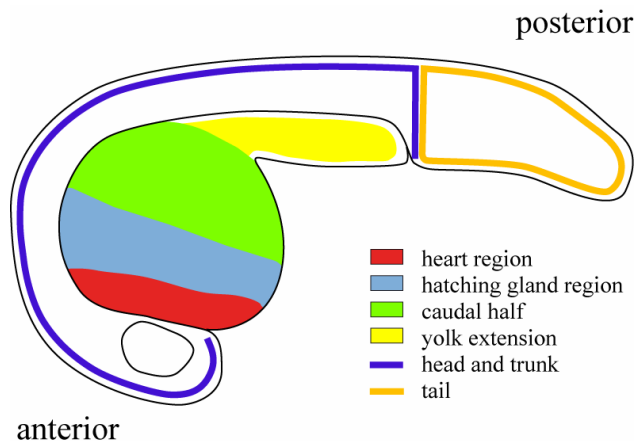 posterior
heart region
hatching gland region
caudal half
yolk extension
head and trunk
tail
anterior